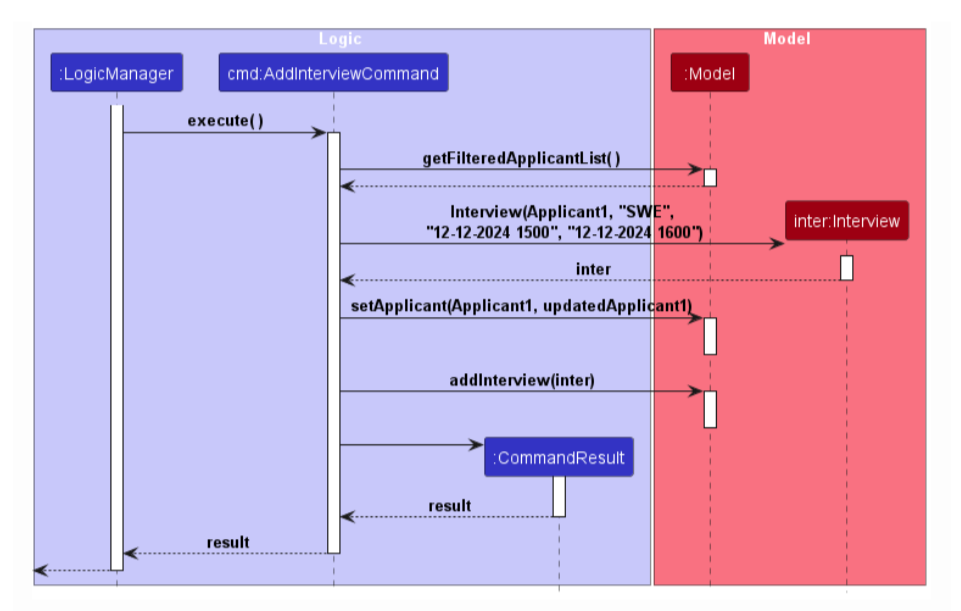 Logic
Model
:LogicManager
cmd:AddInterviewCommand
:Model
execute()
getFilteredApplicantList()
Interview(Applicant1, "SWE",
"12-12-2024 1500", "12-12-2024 1600")
inter:Interview
inter
setApplicant(Applicant1, updatedApplicant1)
addInterview(inter)
:CommandResult
result
result